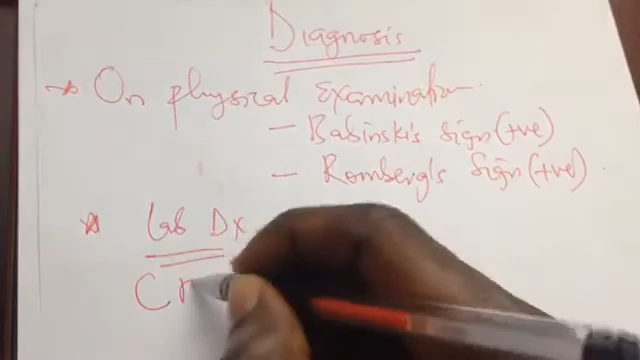 Diagnosis
On physical Examination.
- Babinski's sign (+ve)
- Romberg's sign (+ve).
* Lab Dx
C